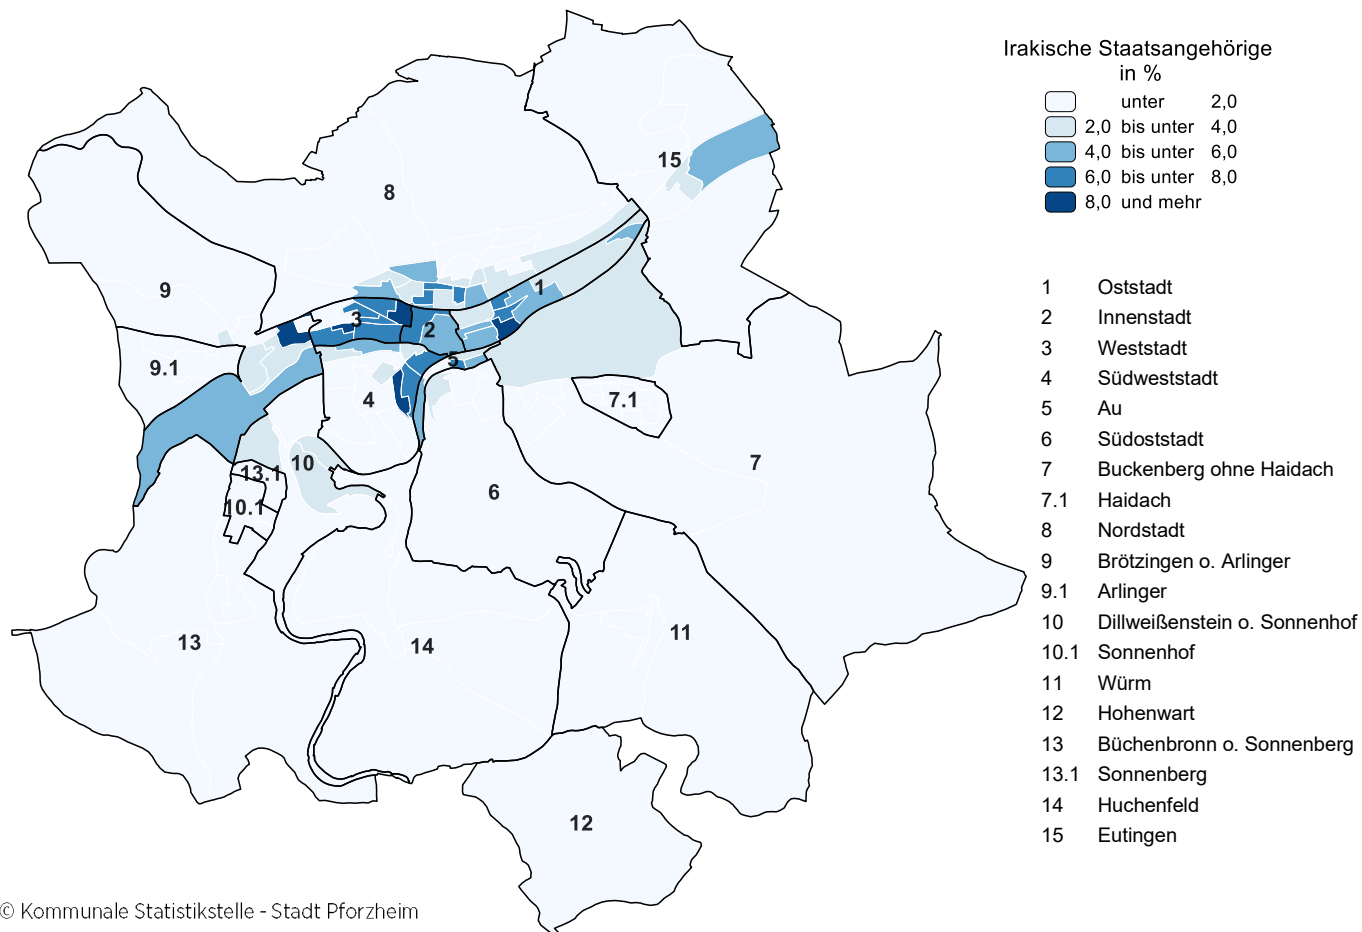 Irakische Staatsangehörige
in %
unter 2,0
2,0 bis unter 4,0
4,0 bis unter 6,0
6,0 bis unter 8,0
8,0 und mehr
1 Oststadt
2 Innenstadt
3 Weststadt
4 Südweststadt
5 Au
6 Südoststadt
7 Buckenberg ohne Haidach
7.1 Haidach
8 Nordstadt
9 Brötzingen o. Arlinger
9.1 Arlinger
10 Dillweißenstein o. Sonnenhof
10.1 Sonnenhof
11 Würm
12 Hohenwart
13 Büchenbronn o. Sonnenberg
13.1 Sonnenberg
14 Huchenfeld
15 Eutingen
15
8
9
1
3
2
5
9.1
4
7.1
10
7
13.1
6
10.1
11
13
14
12
© Kommunale Statistikstelle - Stadt Pforzheim